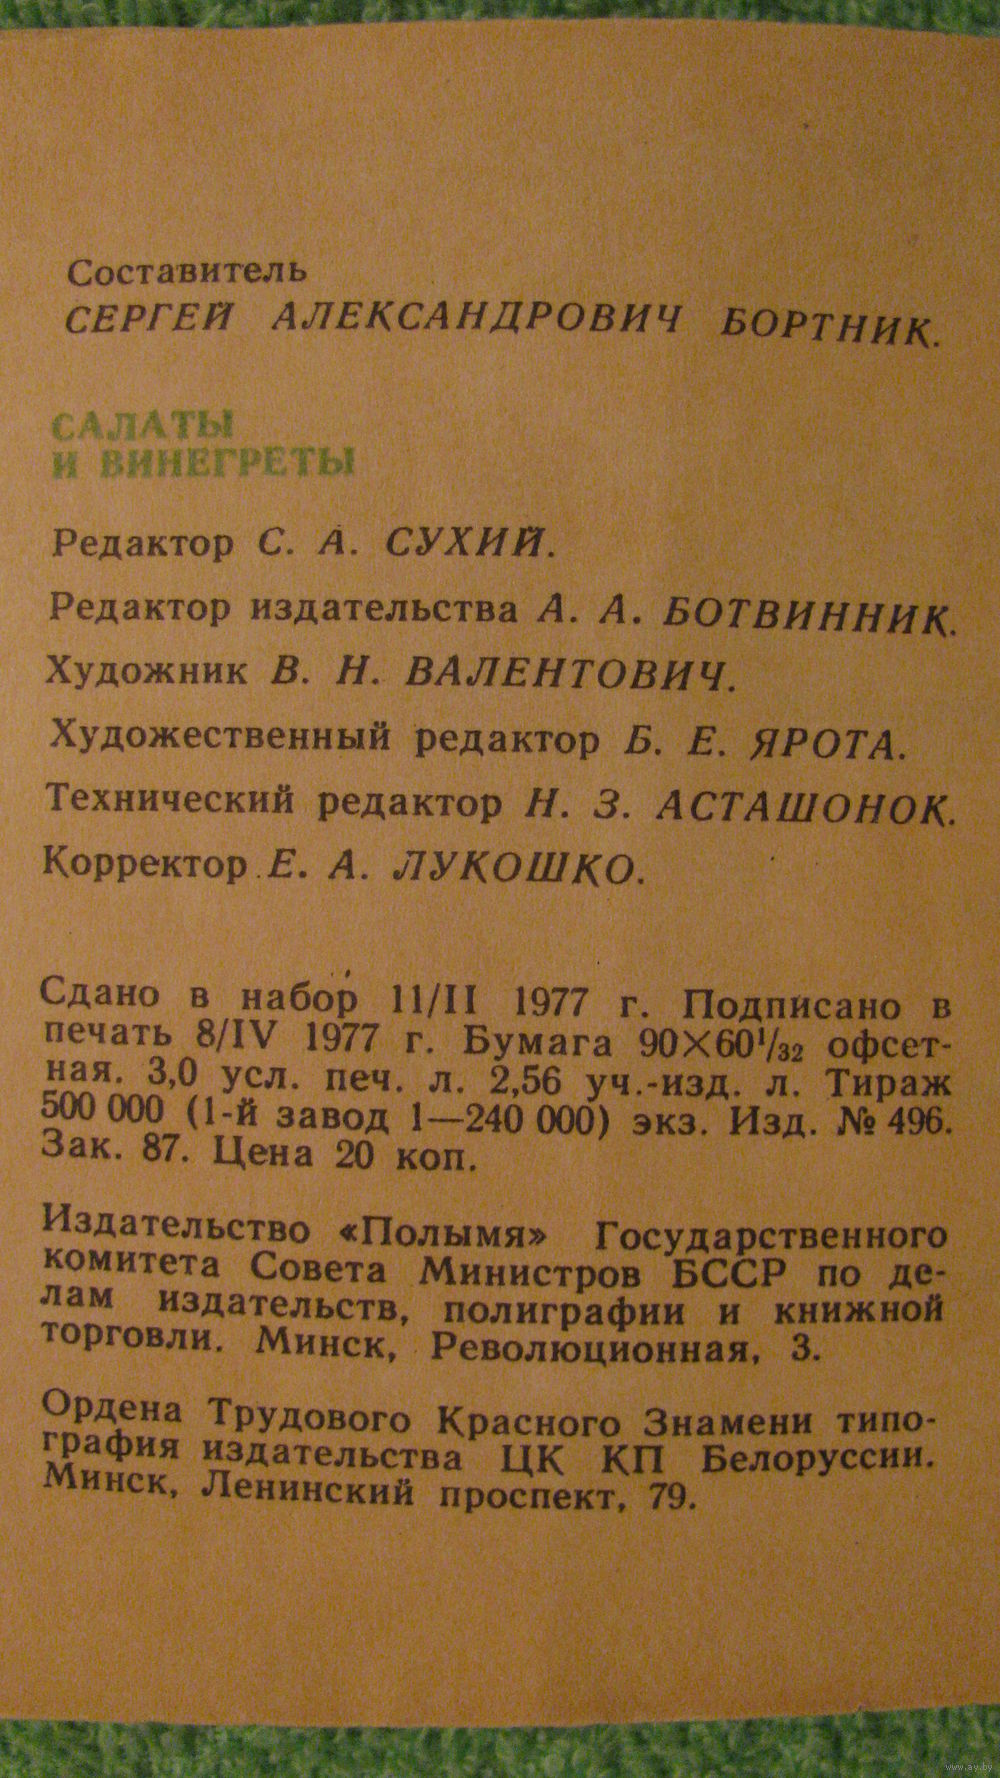 Составитель
СЕРГЕЙ АЛЕКСАНДРОВИЧ БОРТНИК.
САЛАТЫ
И ВИНЕГРЕТЫ
Редактор С. А. СУХИЙ.
Редактор издательства А. А. БОТВИННИК.
Художник В. Н. ВАЛЕНТОВИЧ.
Художественный редактор Б. Е. ЯРОТА.
Технический редактор Н. З. АСТАШОНОК.
Корректор Е. А. ЛУКОШКО.
Сдано в набор 11/II 1977 г. Подписано в
печать 8/IV 1977 г. Бумага 90×60¹/₃₂ офсет-
ная. 3,0 усл. печ. л. 2,56 уч.-изд. л. Тираж
500 000 (1-й завод 1—240 000) экз. Изд. № 496.
Зак. 87. Цена 20 коп.
Издательство «Полымя» Государственного
комитета Совета Министров БССР по де-
лам издательств, полиграфии и книжной
торговли. Минск, Революционная, 3.
Ордена Трудового Красного Знамени типо-
графия издательства ЦК КП Белоруссии.
Минск, Ленинский проспект, 79.
www.ay.by